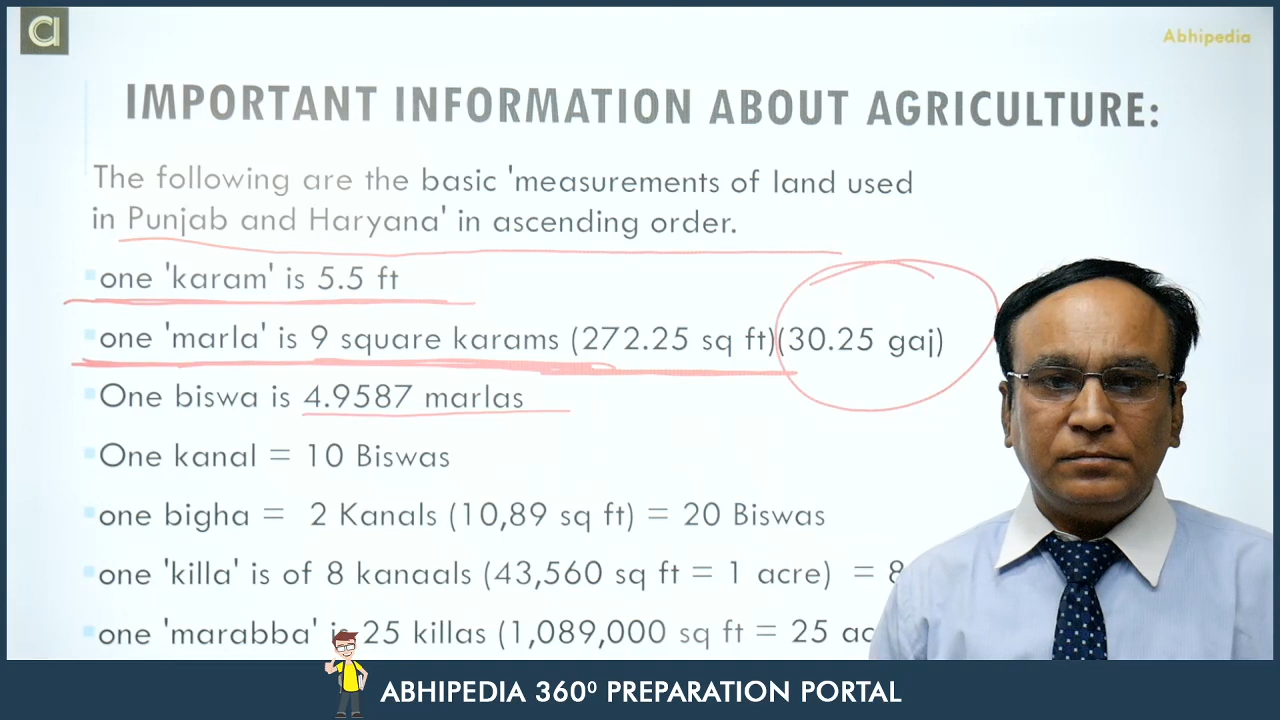 a
Abhipedia
IMPORTANT INFORMATION ABOUT AGRICULTURE:
The following are the basic 'measurements of land used
in Punjab and Haryana' in ascending order.
one 'karam' is 5.5 ft
one 'marla' is 9 square karams (272.25 sq ft)(30.25 gaj)
One biswa is 4.9587 marlas
One kanal = 10 Biswas
one bigha = 2 Kanals (10,89 sq ft) = 20 Biswas
one 'killa' is of 8 kanaals (43,560 sq ft = 1 acre) = 8
one 'marabba' is 25 killas (1,089,000 sq ft = 25
ABHIPEDIA 360⁰ PREPARATION PORTAL